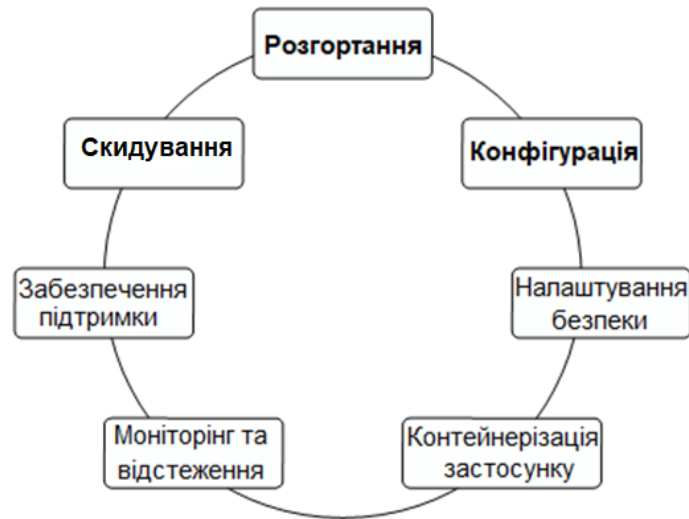 Розгортання
Скидування
Конфігурація
Забезпечення
підтримки
Налаштування
безпеки
Моніторінг та
відстеження
Контейнерізація
застосунку